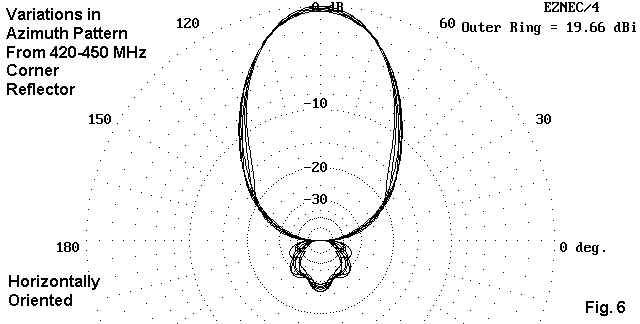 Variations in
Azimuth Pattern
From 420-450 MHz
Corner
Reflector
0 dB
120
60
EZNEC/4
Outer Ring = 19.66 dBi
-10
150
30
-20
-30
180
0 deg.
Horizontally
Oriented
Fig. 6